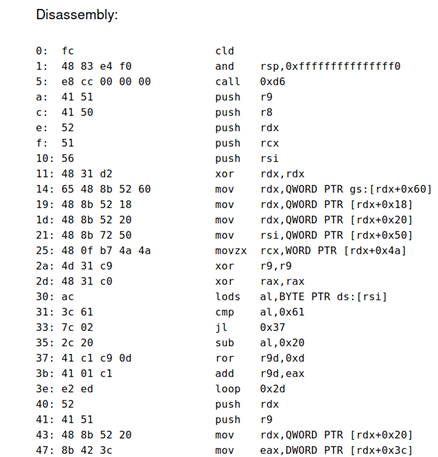 Disassembly:
0: fc cld
1: 48 83 e4 f0 and rsp,0xfffffffffffffff0
5: e8 cc 00 00 00 call 0xd6
a: 41 51 push r9
c: 41 50 push r8
e: 52 push rdx
f: 51 push rcx
10: 56 push rsi
11: 48 31 d2 xor rdx,rdx
14: 65 48 8b 52 60 mov rdx,QWORD PTR gs:[rdx+0x60]
19: 48 8b 52 18 mov rdx,QWORD PTR [rdx+0x18]
1d: 48 8b 52 20 mov rdx,QWORD PTR [rdx+0x20]
21: 48 8b 72 50 mov rsi,QWORD PTR [rdx+0x50]
25: 48 0f b7 4a 4a movzx rcx,WORD PTR [rdx+0x4a]
2a: 4d 31 c9 xor r9,r9
2d: 48 31 c0 xor rax,rax
30: ac lods al,BYTE PTR ds:[rsi]
31: 3c 61 cmp al,0x61
33: 7c 02 jl 0x37
35: 2c 20 sub al,0x20
37: 41 c1 c9 0d ror r9d,0xd
3b: 41 01 c1 add r9d,eax
3e: e2 ed loop 0x2d
40: 52 push rdx
41: 41 51 push r9
43: 48 8b 52 20 mov rdx,QWORD PTR [rdx+0x20]
47: 8b 42 3c mov eax,DWORD PTR [rdx+0x3c]